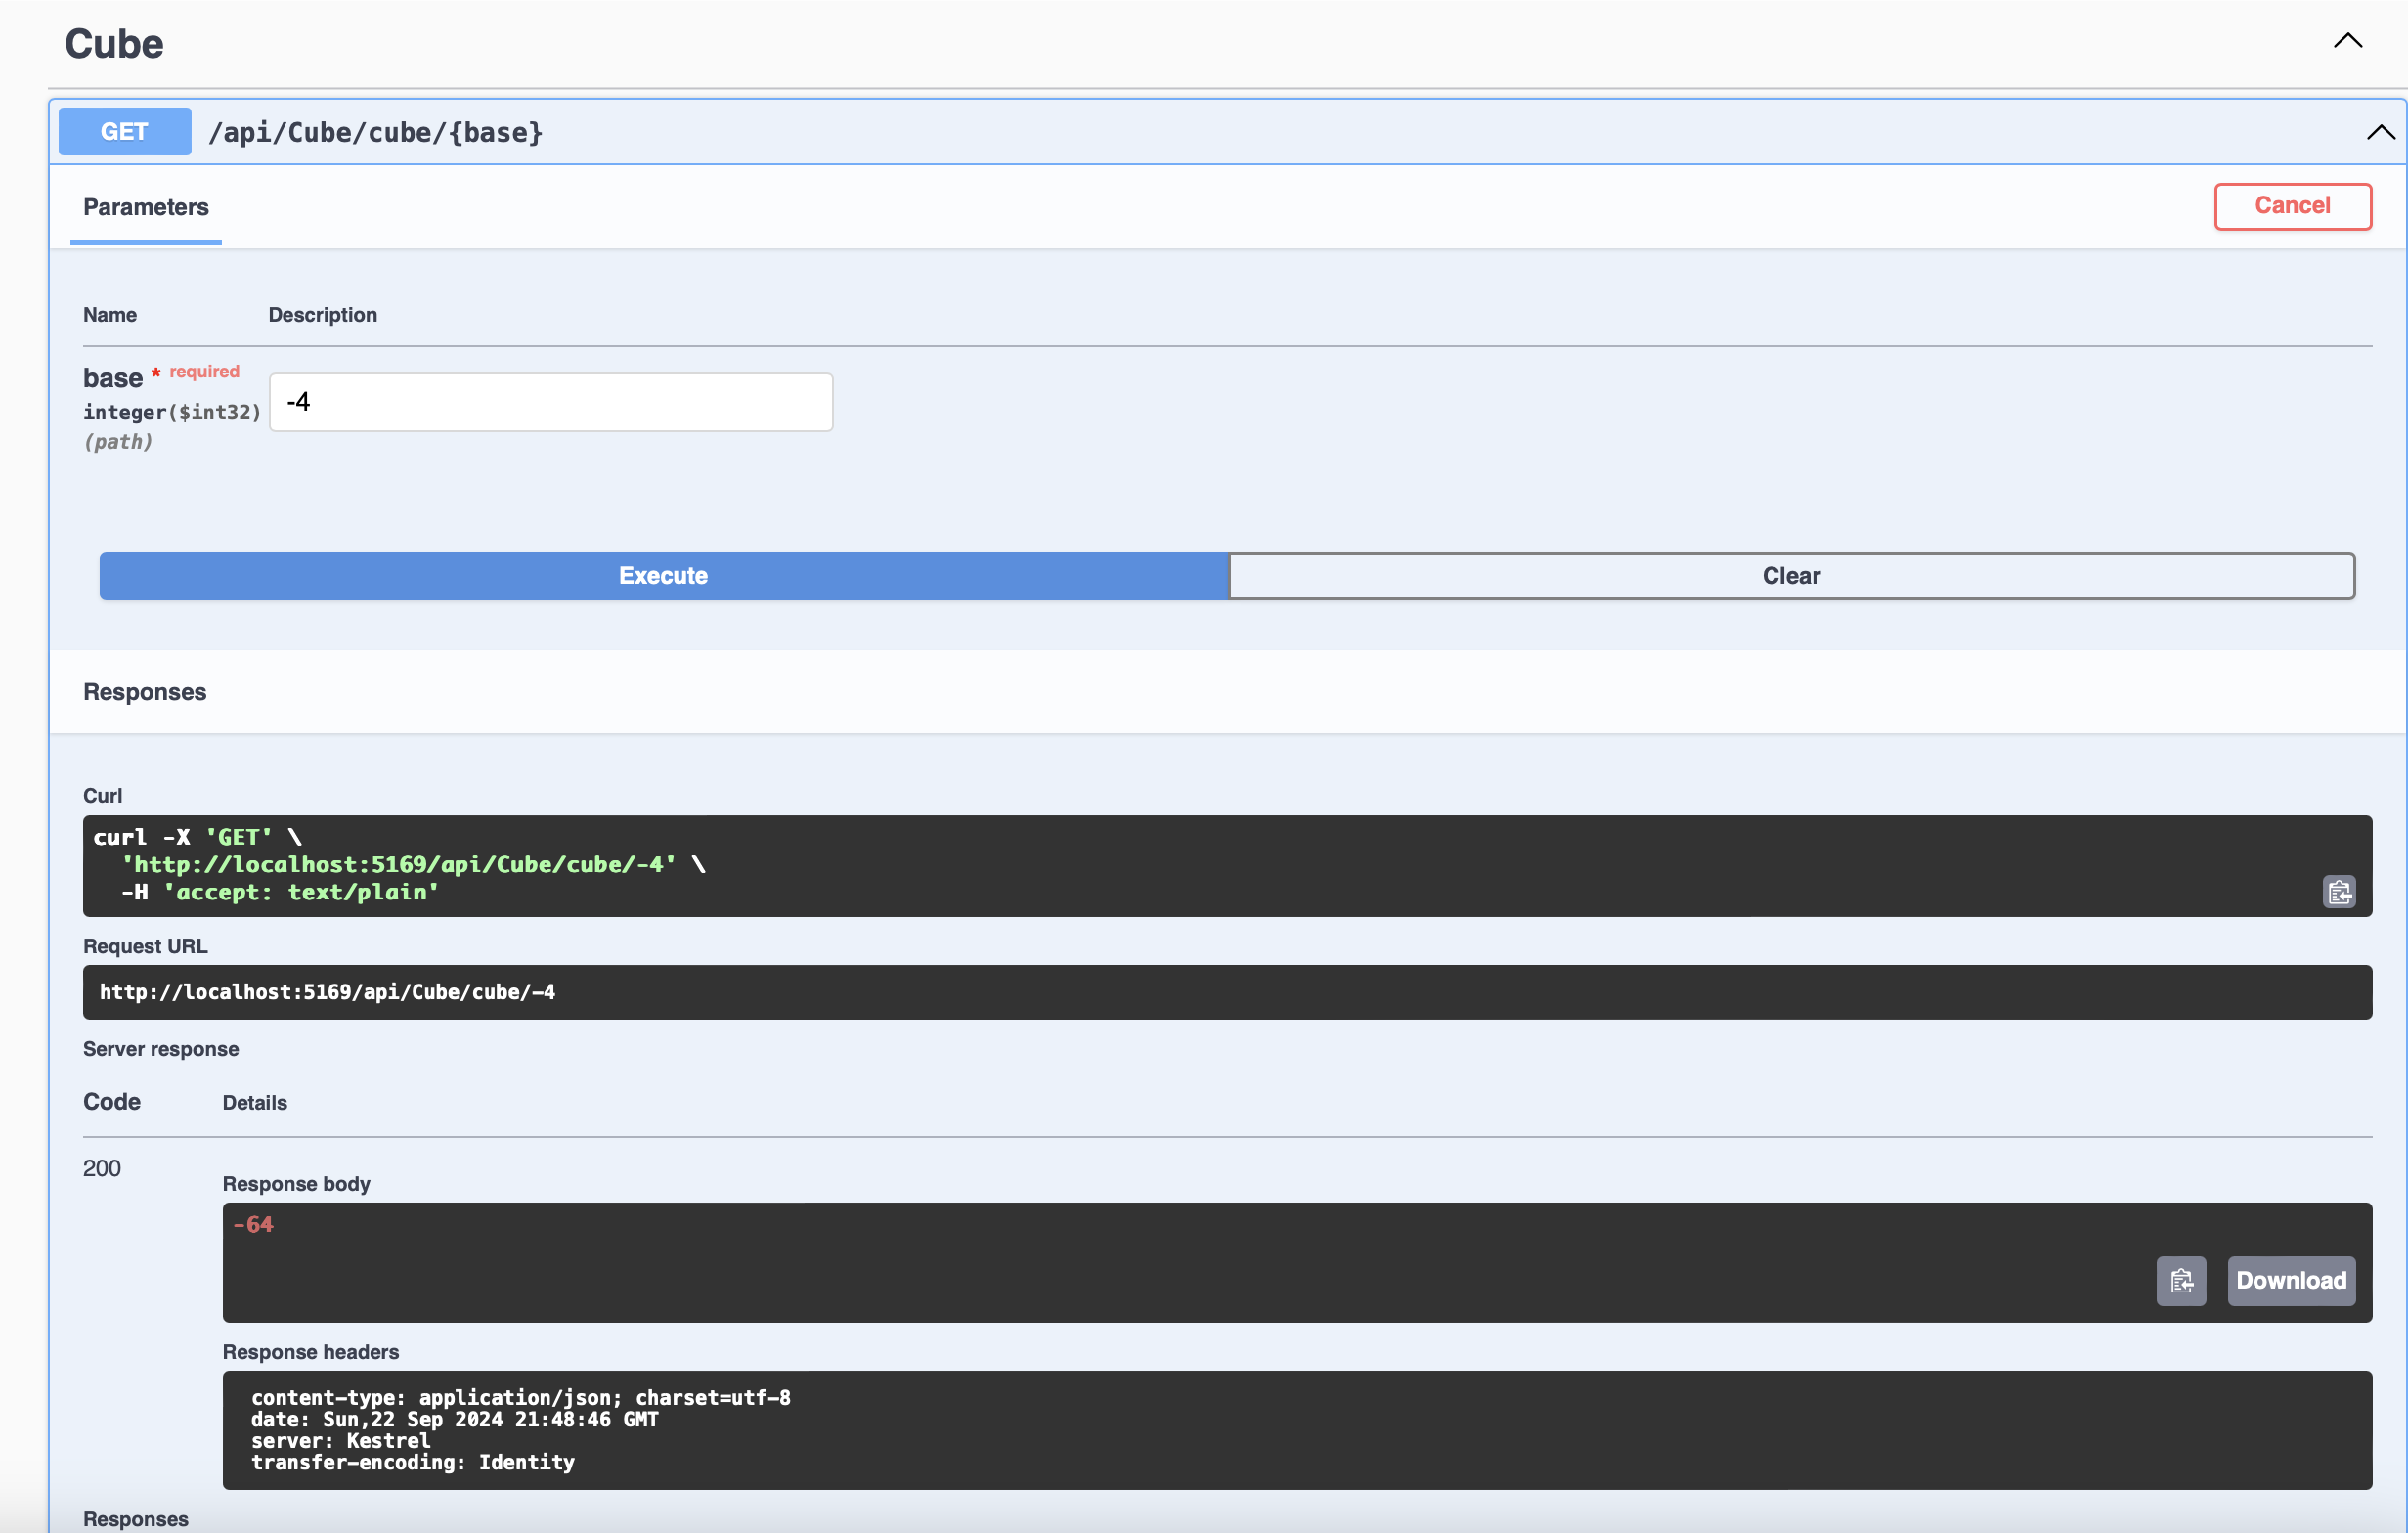 Cube
GET /api/Cube/cube/{base}
Parameters
Cancel
Name Description
base * required
integer($int32)
(path)
-4
Execute
Clear
Responses
Curl
curl -X 'GET' \
'http://localhost:5169/api/Cube/cube/-4' \
-H 'accept: text/plain'
Request URL
http://localhost:5169/api/Cube/cube/-4
Server response
Code Details
200
Response body
-64
Download
Response headers
content-type: application/json; charset=utf-8
date: Sun,22 Sep 2024 21:48:46 GMT
server: Kestrel
transfer-encoding: Identity
Responses